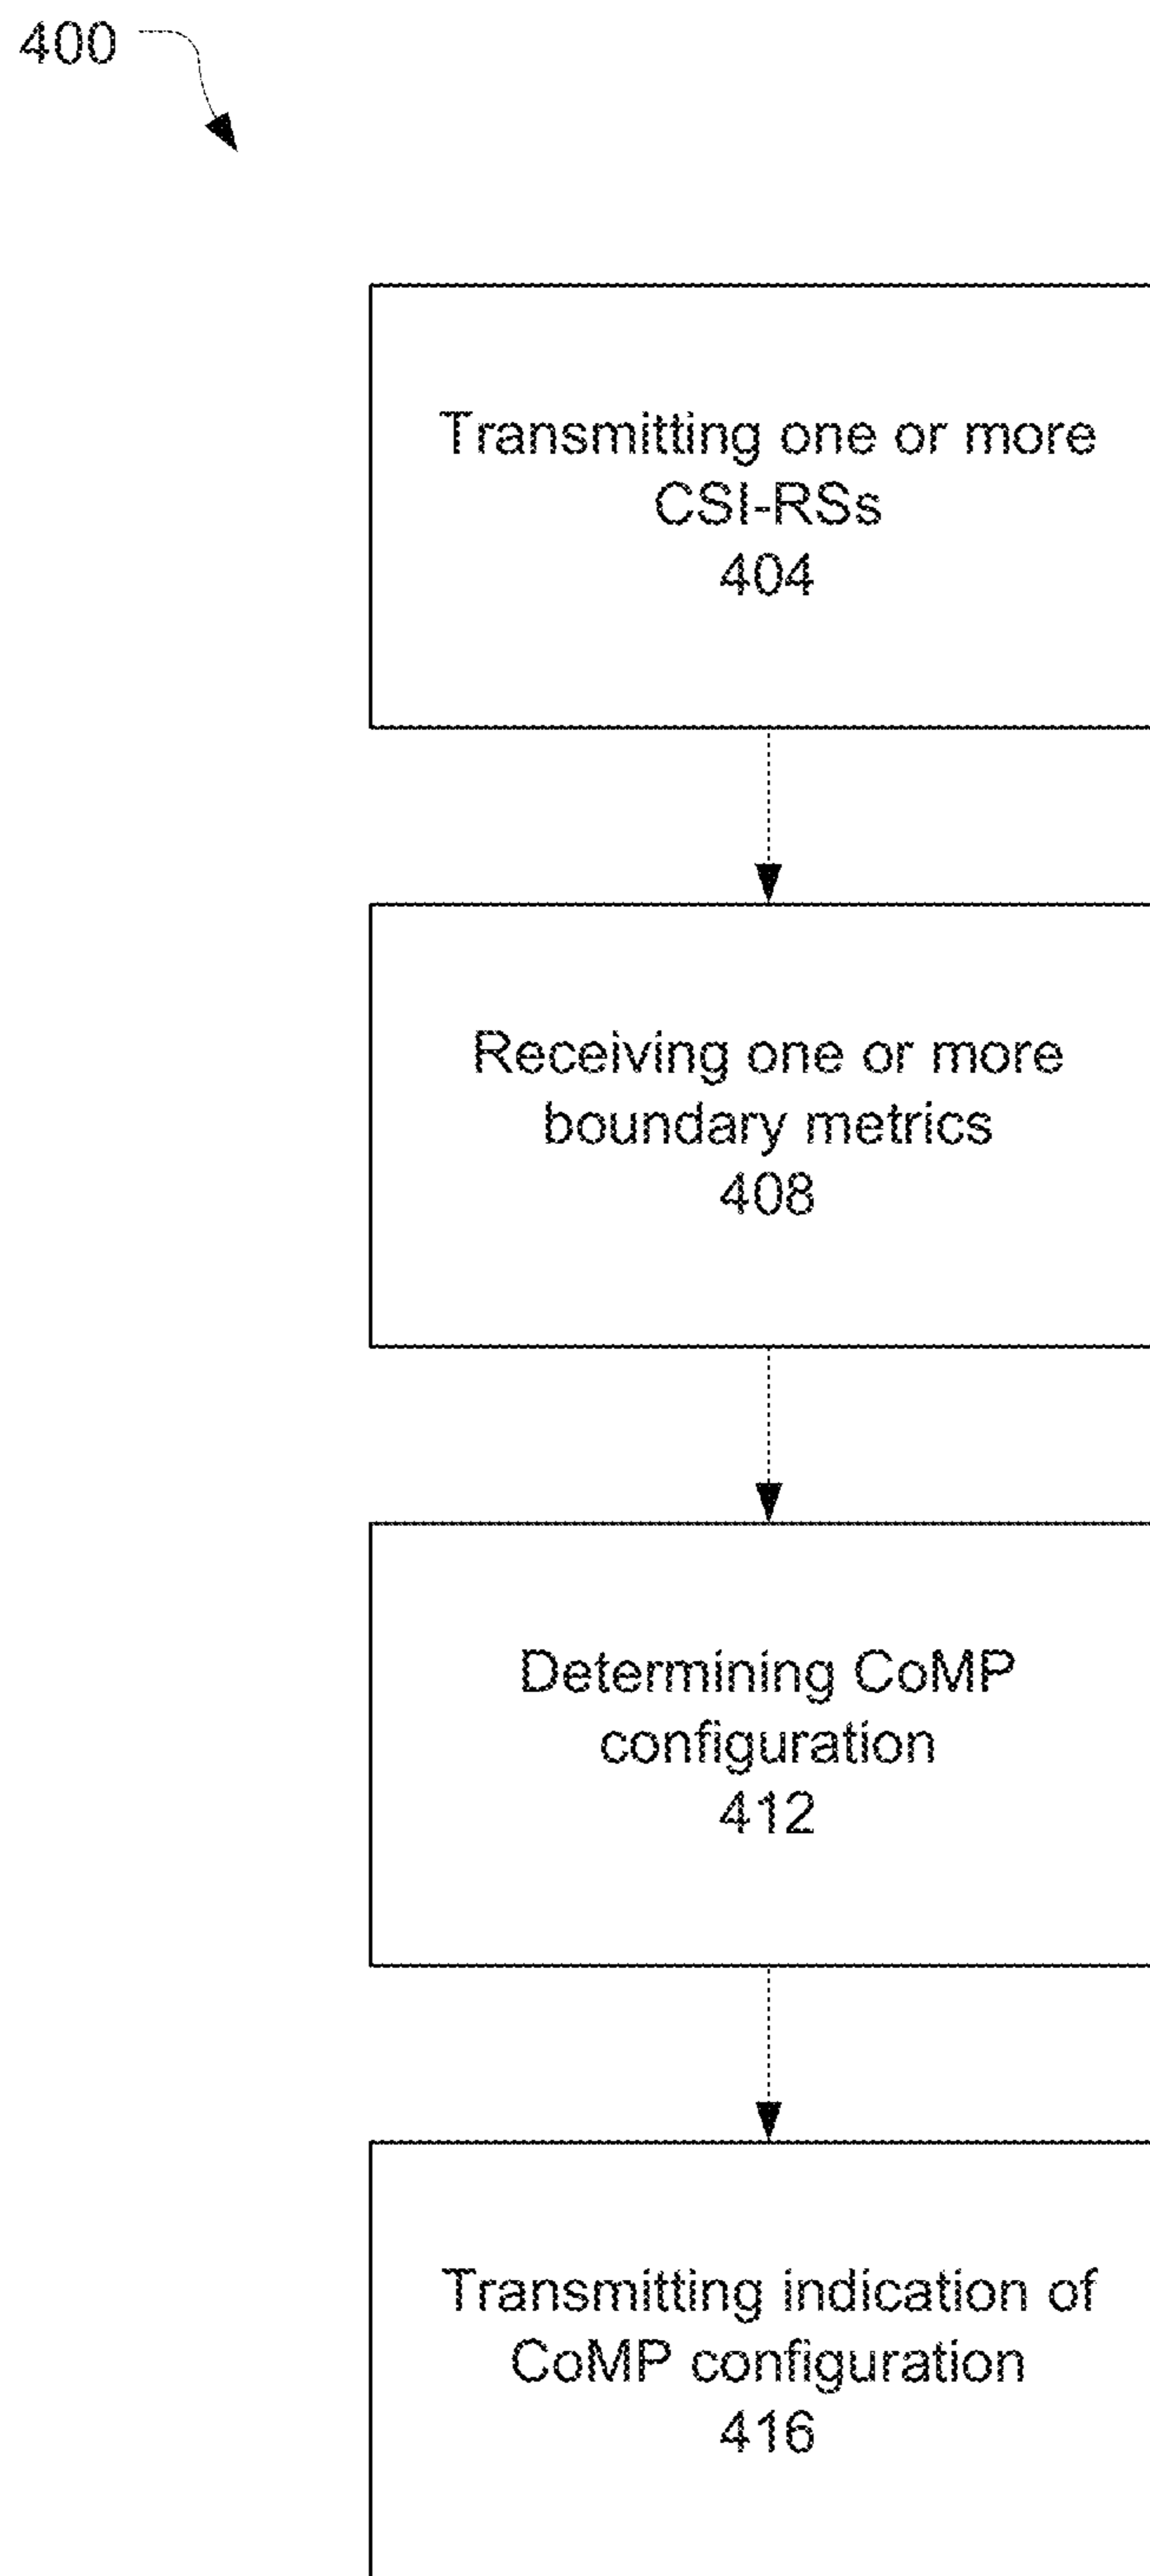 400
Transmitting one or more
CSI-RSs
404
Receiving one or more
boundary metrics
408
Determining CoMP
configuration
412
Transmitting indication of
CoMP configuration
416